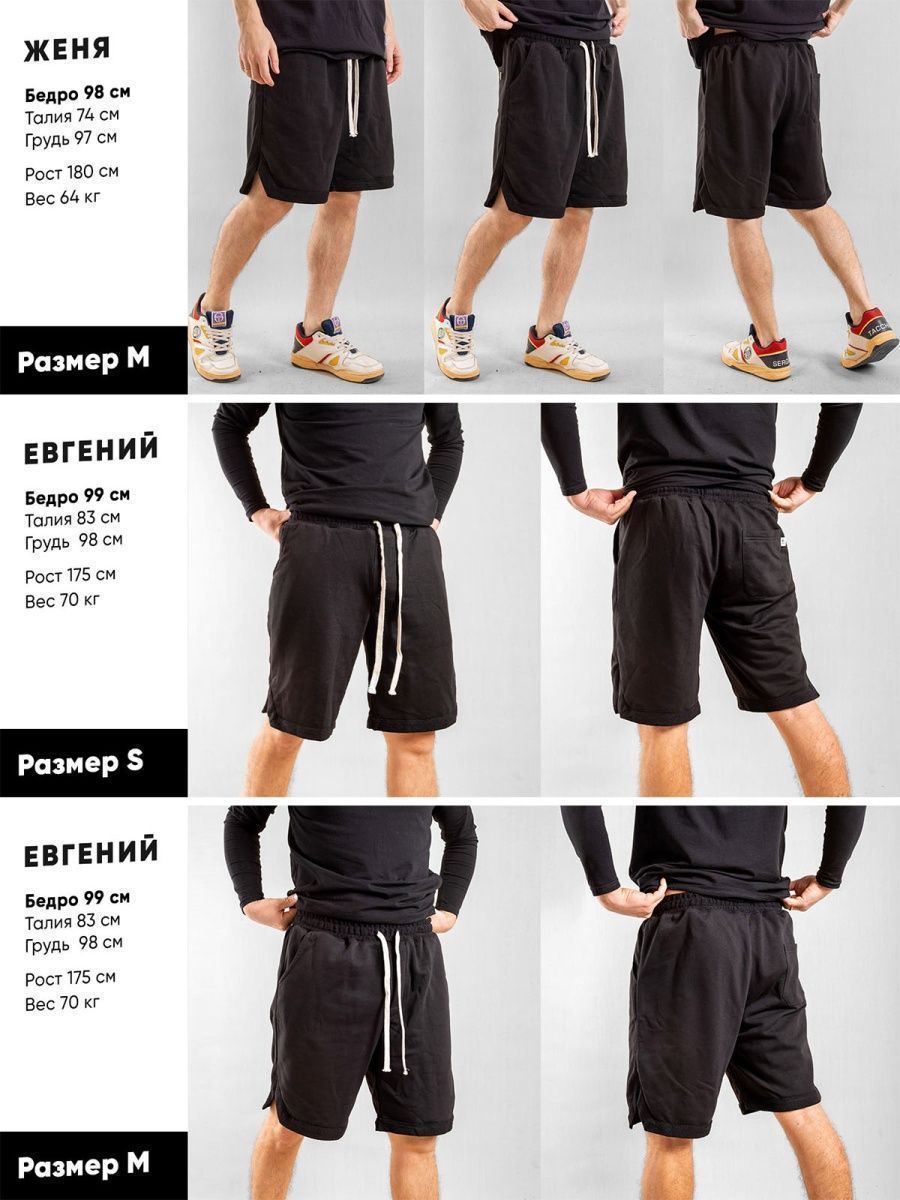 ЖЕНЯ
Бедро 98 см
Талия 74 см
Грудь 97 см
Рост 180 см
Вес 64 кг
Размер M
SERGIO
TACCHINI
ЕВГЕНИЙ
Бедро 99 см
Талия 83 см
Грудь 98 см
Рост 175 см
Вес 70 кг
Размер S
ЕВГЕНИЙ
Бедро 99 см
Талия 83 см
Грудь 98 см
Рост 175 см
Вес 70 кг
Размер M